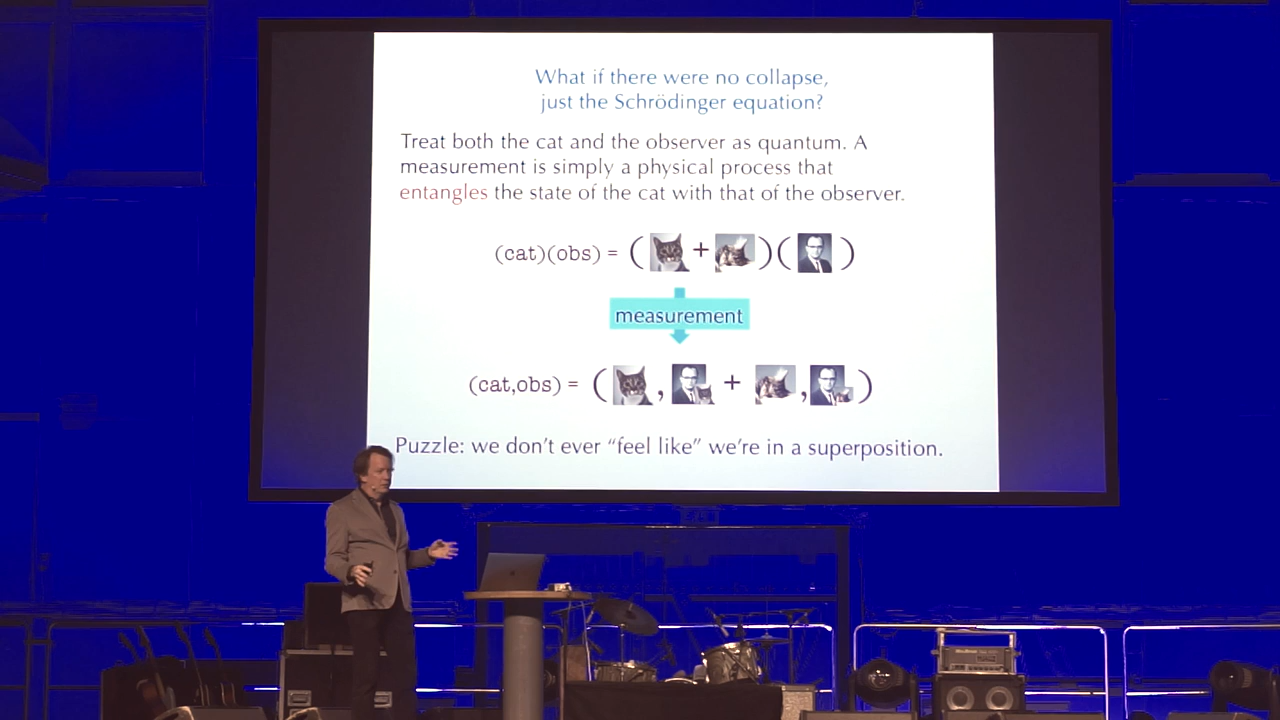 What if there were no collapse,
just the Schrödinger equation?
Treat both the cat and the observer as quantum. A
measurement is simply a physical process that
entangles the state of the cat with that of the observer.
(cat)(obs) = ( + )( )
measurement
(cat,obs) = ( , + , )
Puzzle: we don't ever “feel like” we're in a superposition.